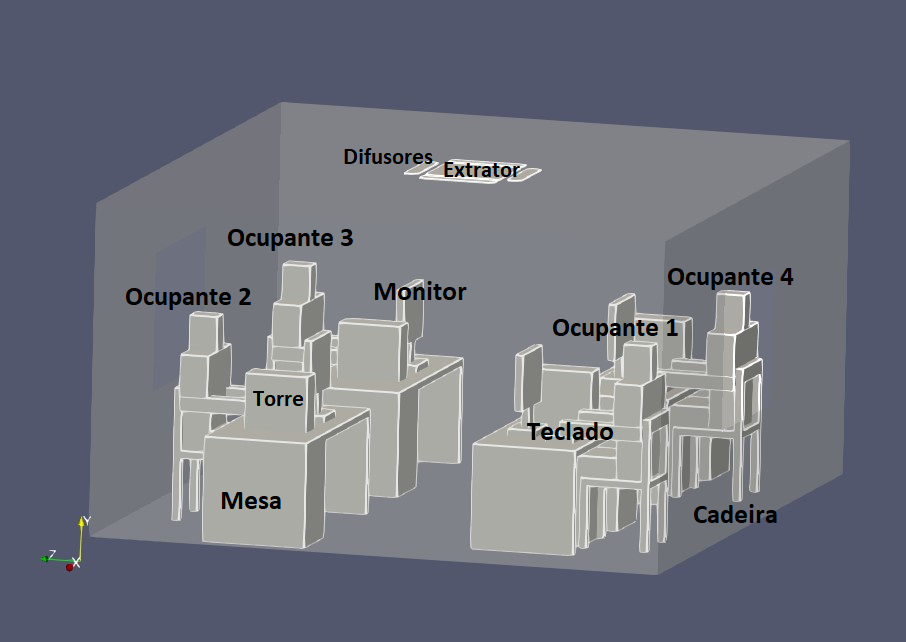 Difusores
Extrator
Ocupante 3
Ocupante 4
Ocupante 2
Monitor
Ocupante 1
Torre
Teclado
Mesa
Cadeira
Y
Z
X